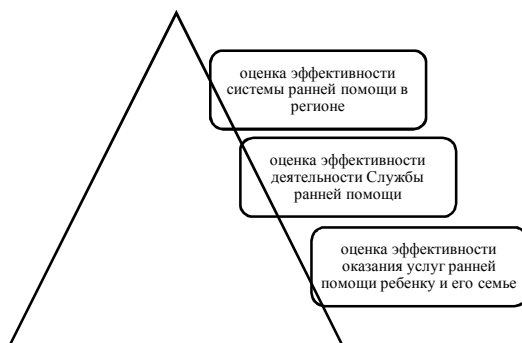 оценка эффективности
системы ранней помощи в
регионе
оценка эффективности
деятельности Службы
ранней помощи
оценка эффективности
оказания услуг ранней
помощи ребенку и его семье